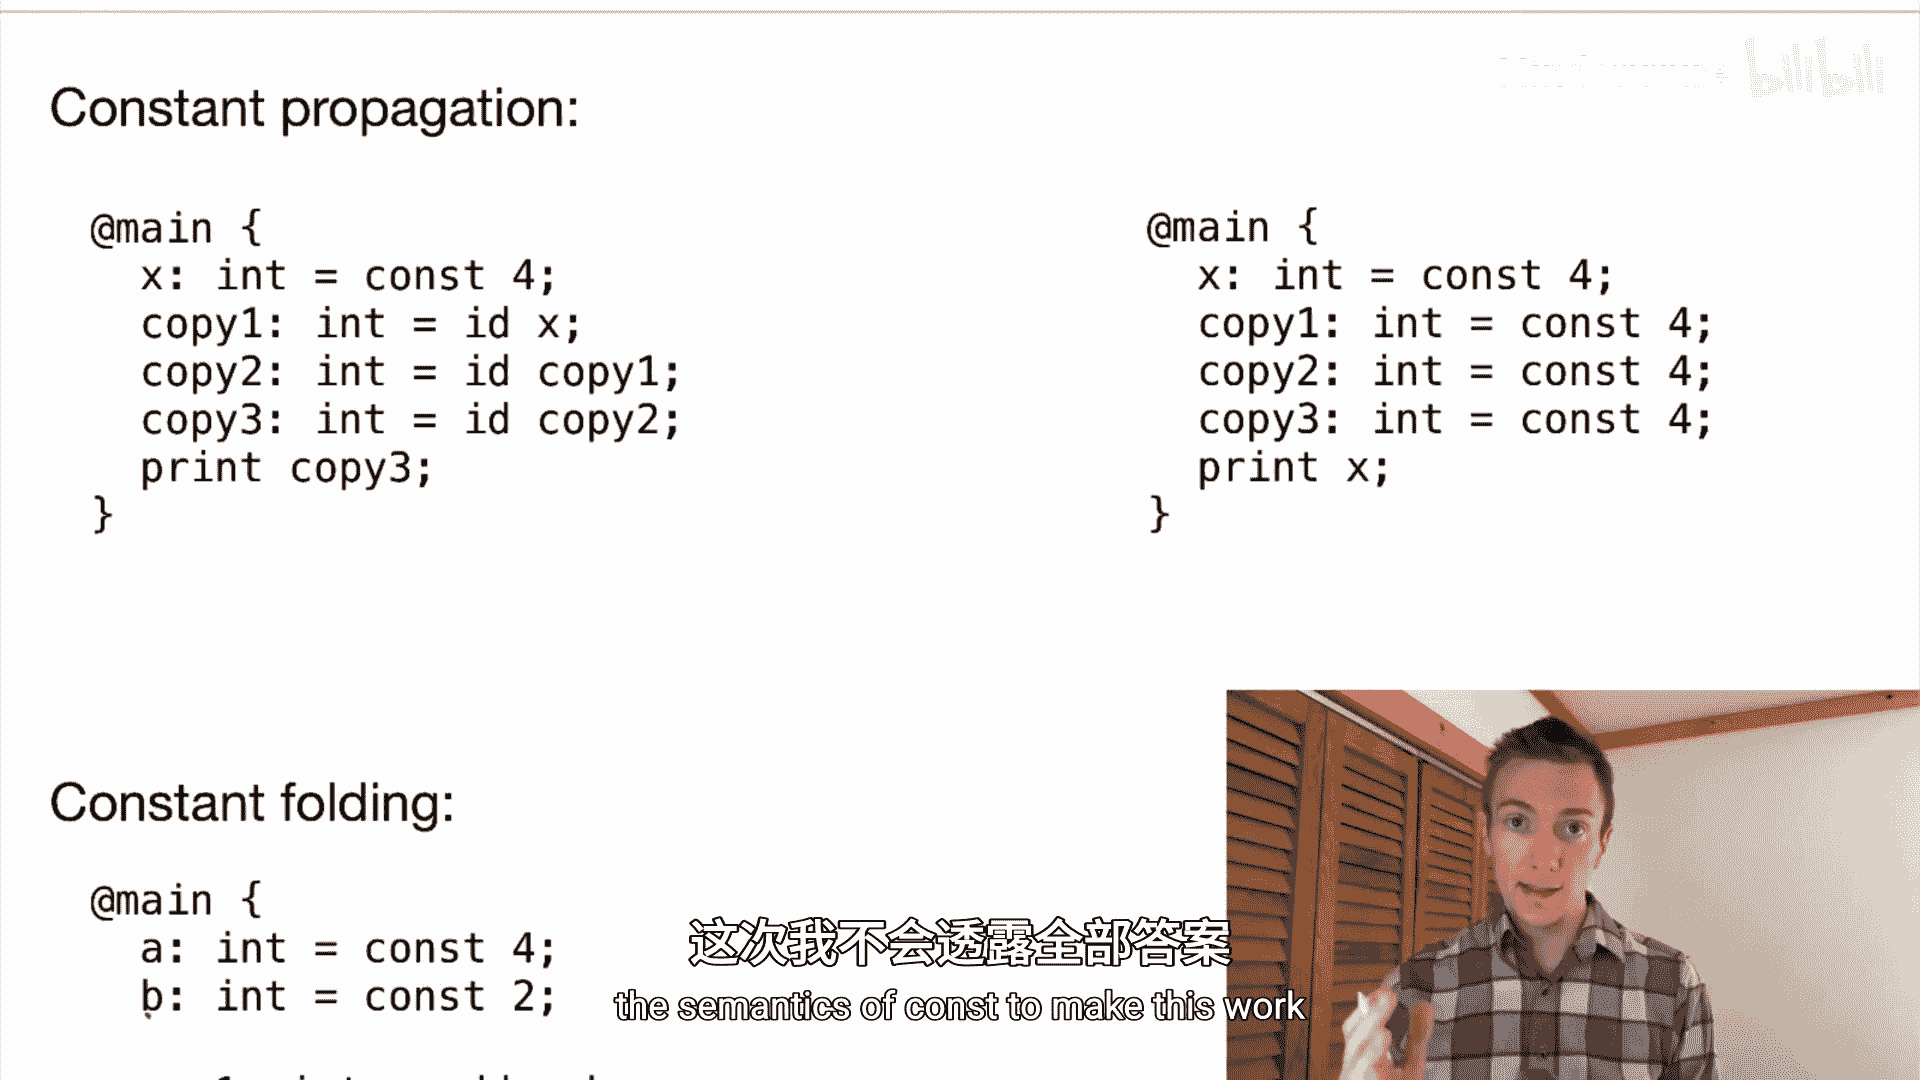 bilibili
Constant propagation:
@main {
x: int = const 4;
copy1: int = id x;
copy2: int = id copy1;
copy3: int = id copy2;
print copy3;
}
@main {
x: int = const 4;
copy1: int = const 4;
copy2: int = const 4;
copy3: int = const 4;
print x;
}
Constant folding:
@main {
a: int = const 4;
b: int = const 2;
这次我不会透露全部答案
the semantics of const to make this work